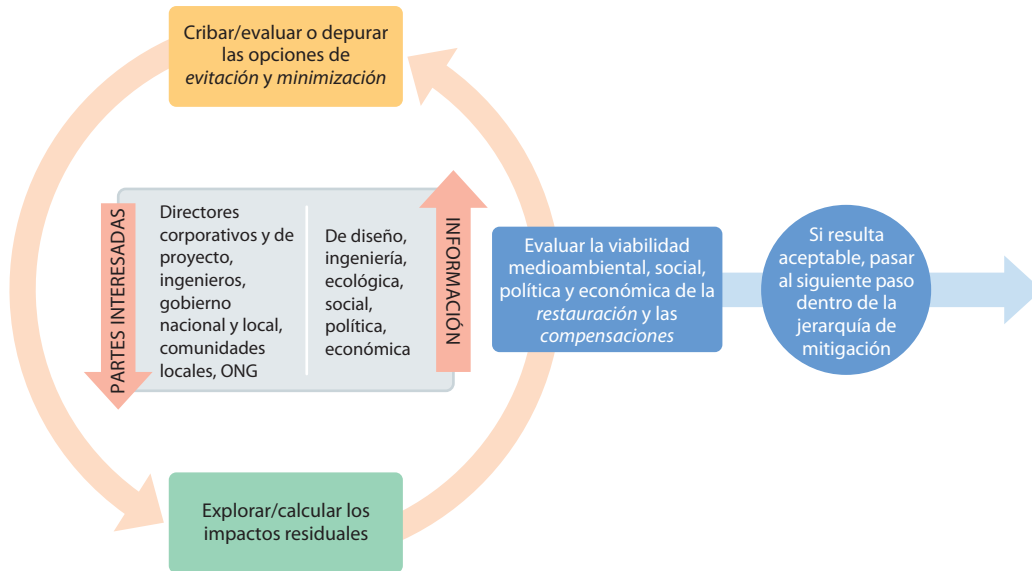 Cribar/evaluar o depurar
las opciones de
evitación y minimización
PARTES INTERESADAS
Directores
corporativos y de
proyecto,
ingenieros,
gobierno
nacional y local,
comunidades
locales, ONG
De diseño,
ingeniería,
ecológica,
social,
política,
económica
INFORMACIÓN
Evaluar la viabilidad
medioambiental, social,
política y económica de la
restauración y las
compensaciones
Si resulta
aceptable, pasar
al siguiente paso
dentro de la
jerarquía de
mitigación
Explorar/calcular los
impactos residuales